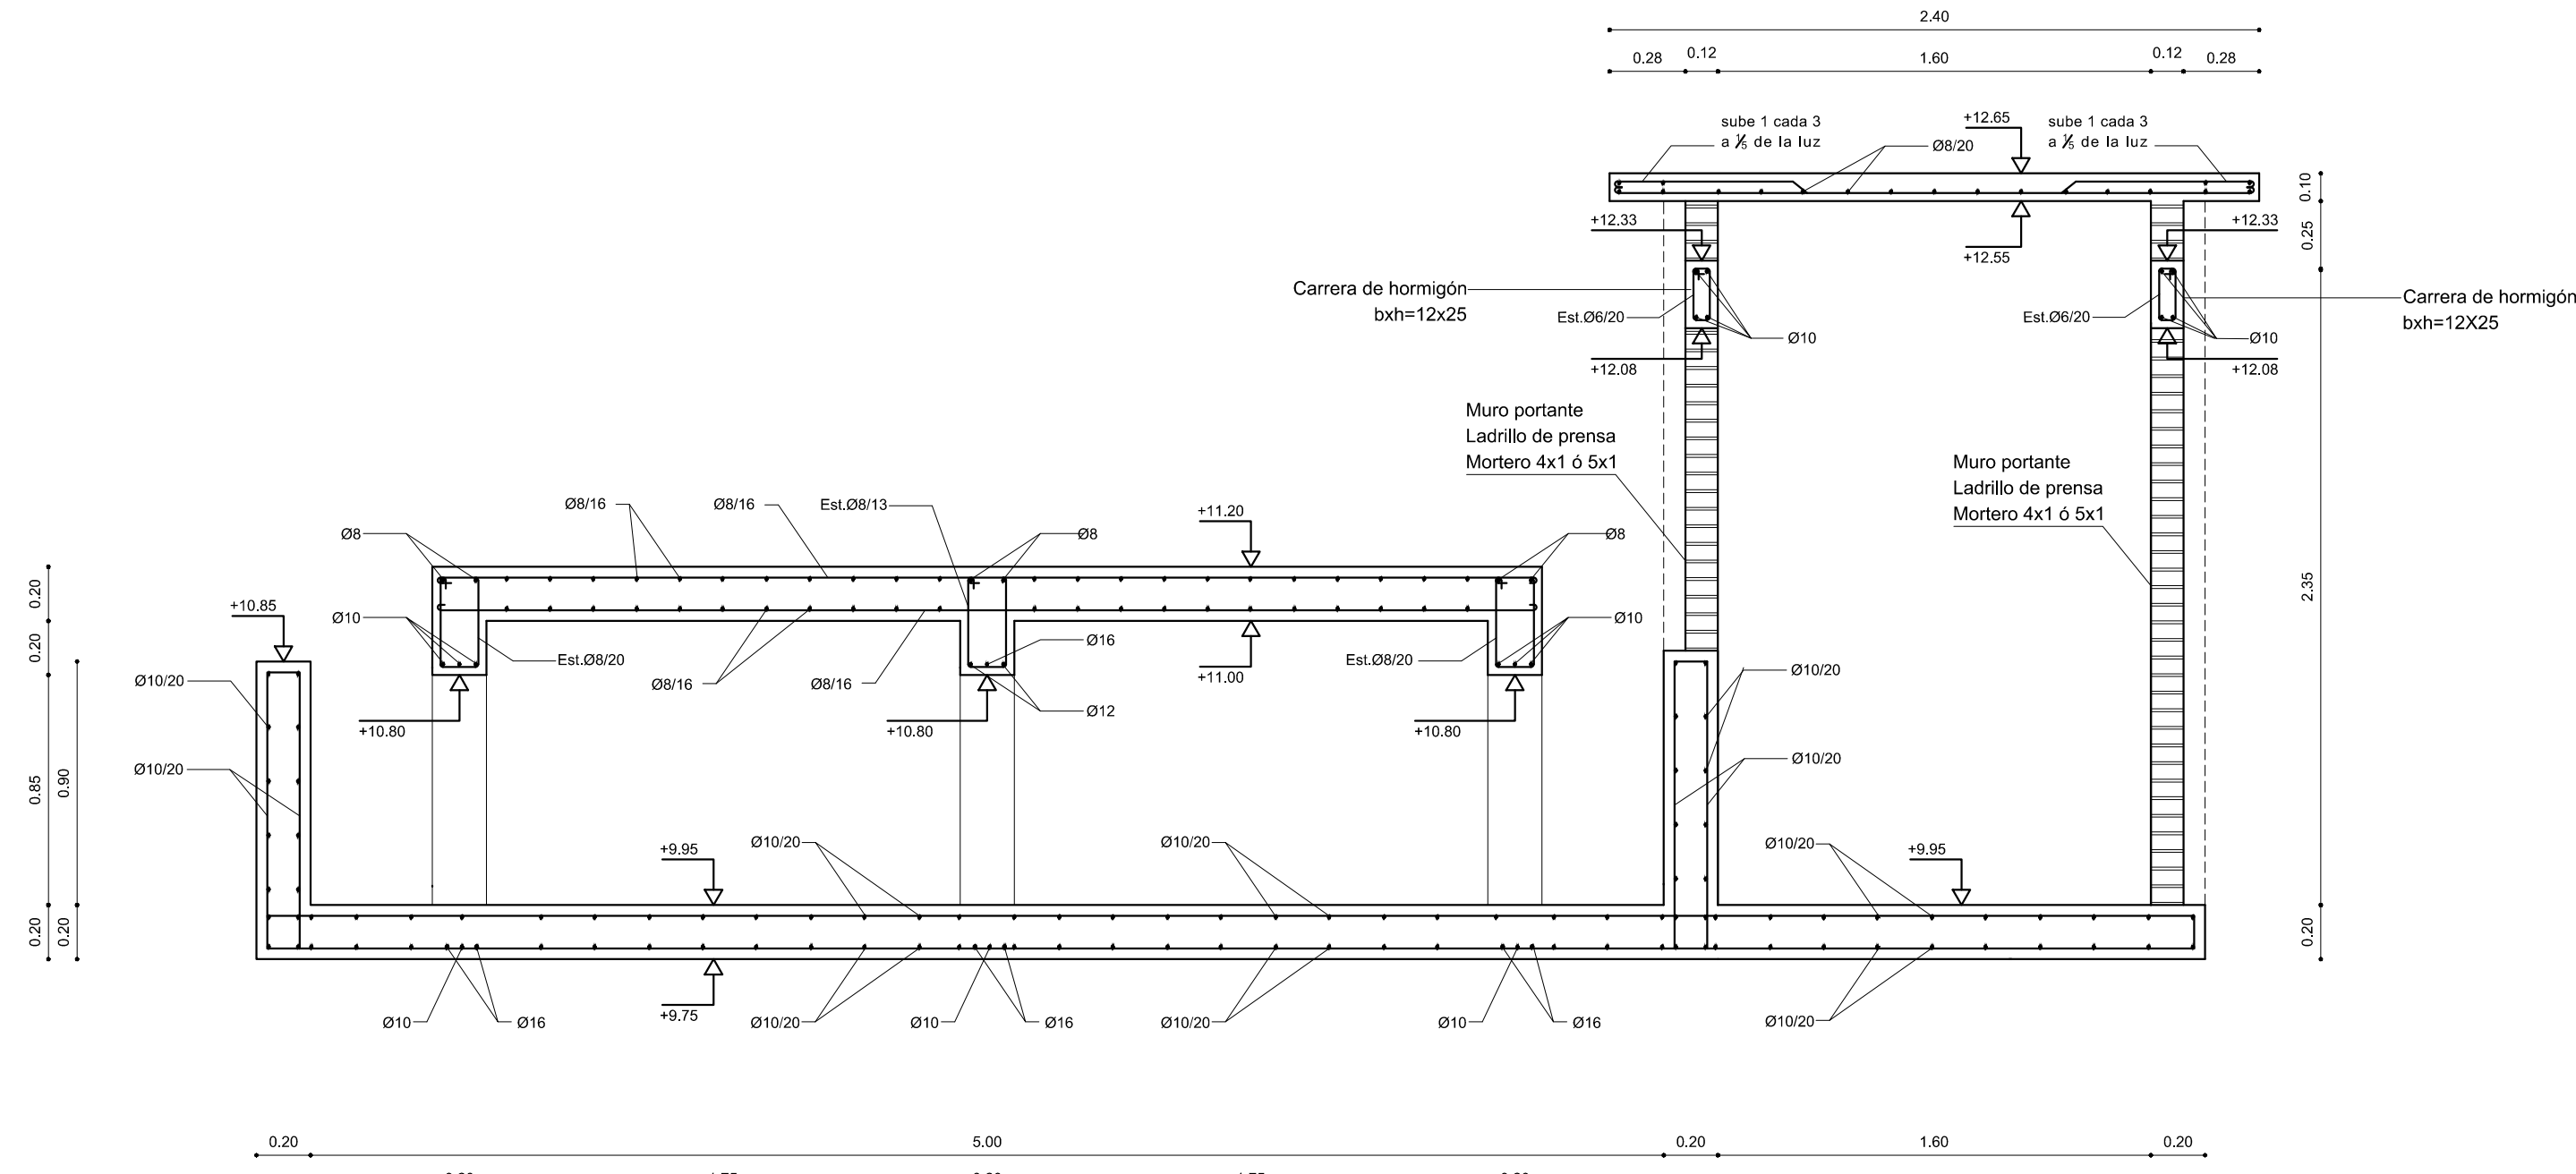 2.40
0.28 0.12 1.60 0.12 0.28
sube 1 cada 3
a ⅕ de la luz
+12.65
sube 1 cada 3
a ⅕ de la luz
Ø8/20
0.10
+12.33
+12.33
0.25
+12.55
Carrera de hormigón
bxh=12x25
Est.Ø6/20
Ø10
+12.08
Est.Ø6/20
Ø10
+12.08
Carrera de hormigón
bxh=12X25
Muro portante
Ladrillo de prensa
Mortero 4x1 ó 5x1
Muro portante
Ladrillo de prensa
Mortero 4x1 ó 5x1
2.35
Ø8
Ø8/16
Ø8/16
Est.Ø8/13
Ø8
+11.20
Ø8
0.20
+10.85
Ø10
Ø16
Ø10
0.20
Est.Ø8/20
Est.Ø8/20
Ø10/20
Ø8/16
Ø8/16
+11.00
Ø10/20
Ø12
+10.80
+10.80
+10.80
Ø10/20
Ø10/20
0.85
0.90
+9.95
Ø10/20
Ø10/20
Ø10/20
+9.95
0.20
0.20
0.20
Ø10
Ø16
+9.75
Ø10/20
Ø10
Ø16
Ø10/20
Ø10
Ø16
Ø10/20
0.20 5.00 0.20 1.60 0.20